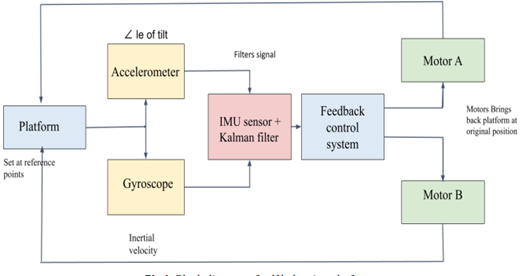 ∠ le of tilt
Accelerometer
Filters signal
Motor A
Platform
IMU sensor +
Kalman filter
Feedback
control
system
Motors Brings
back platform at
original position
Set at reference
points
Gyroscope
Motor B
Inertial
velocity